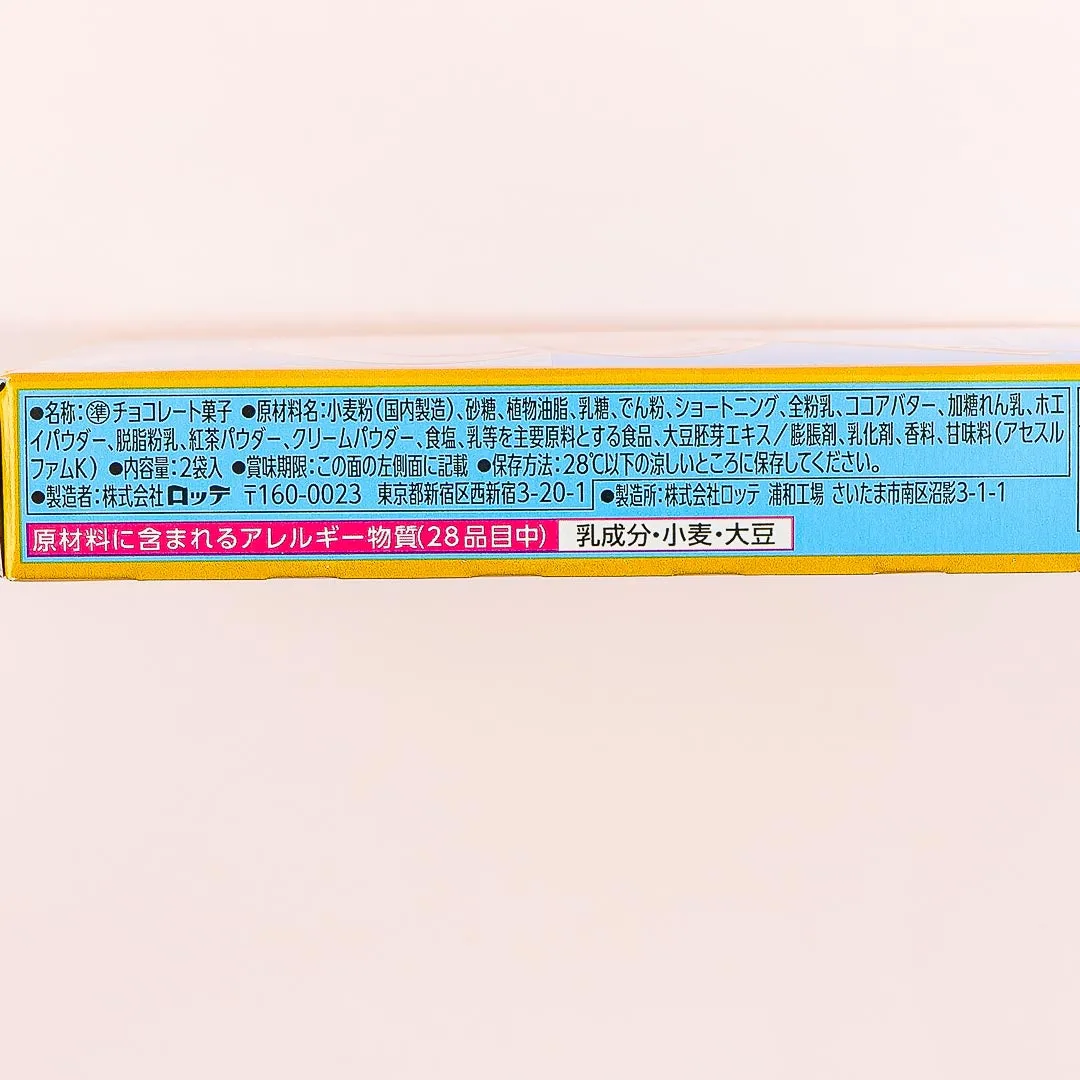 ●名称:㊟チョコレート菓子 ●原材料名:小麦粉(国内製造)、砂糖、植物油脂、乳糖、でん粉、ショートニング、全粉乳、ココアバター、加糖れん乳、ホエ
イパウダー、脱脂粉乳、紅茶パウダー、クリームパウダー、食塩、乳等を主要原料とする食品、大豆胚芽エキス/膨脹剤、乳化剤、香料、甘味料(アセスル
ファムK) ●内容量:2袋入 ●賞味期限:この面の左側面に記載 ●保存方法:28℃以下の涼しいところに保存してください。
●製造者:株式会社ロッテ 〒160-0023 東京都新宿区西新宿3-20-1 ●製造所:株式会社ロッテ 浦和工場 さいたま市南区沼影3-1-1
原材料に含まれるアレルギー物質(28品目中) 乳成分・小麦・大豆